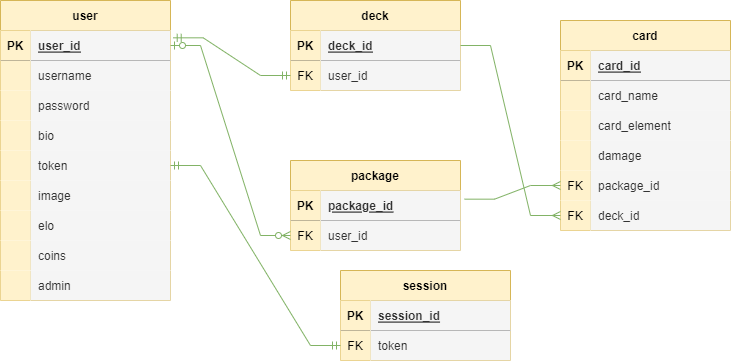 user
PK user_id
username
password
bio
token
image
elo
coins
admin
deck
PK deck_id
FK user_id
package
PK package_id
FK user_id
session
PK session_id
FK token
card
PK card_id
card_name
card_element
damage
FK package_id
FK deck_id